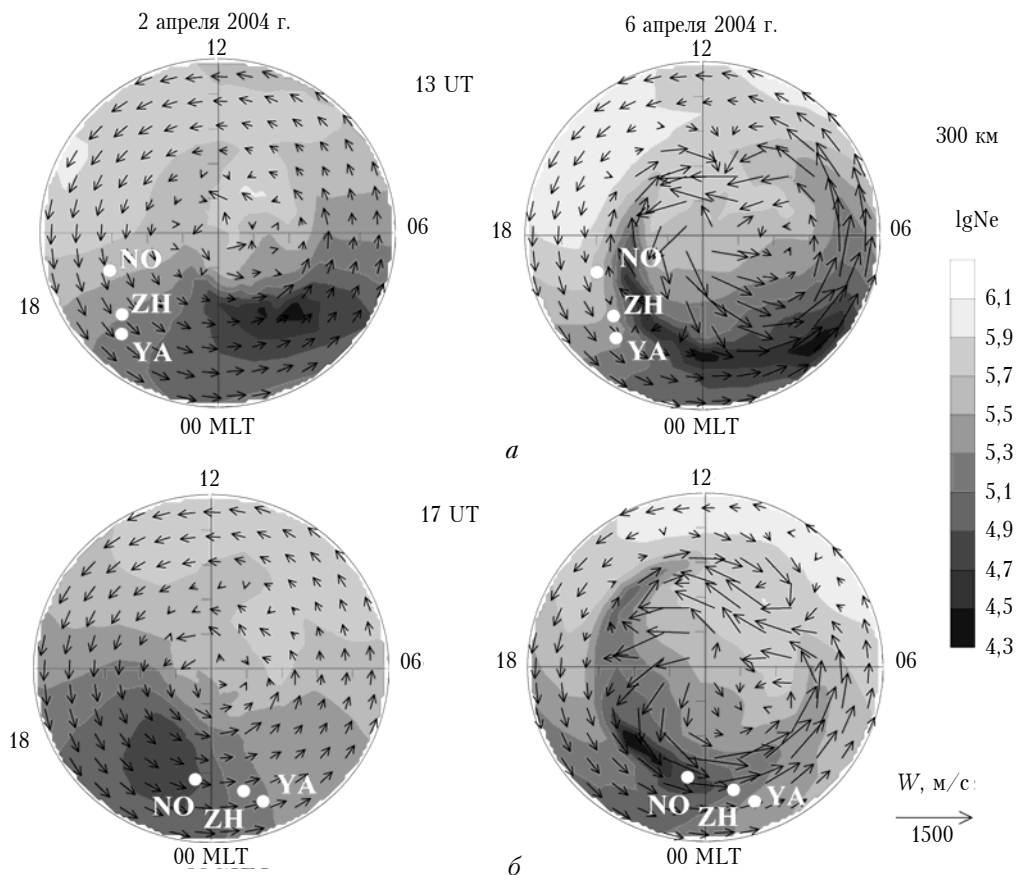 2 апреля 2004 г.
6 апреля 2004 г.
12
12
13 UT
300 км
06
18
06
lgNe
NO
NO
18
ZH
ZH
YA
YA
6,1
5,9
5,7
5,5
5,3
5,1
4,9
4,7
4,5
4,3
00 MLT
00 MLT
а
12
12
17 UT
06
18
06
18
YA
YA
NO
ZH
NO
ZH
W, м/с
1500
00 MLT
00 MLT
б